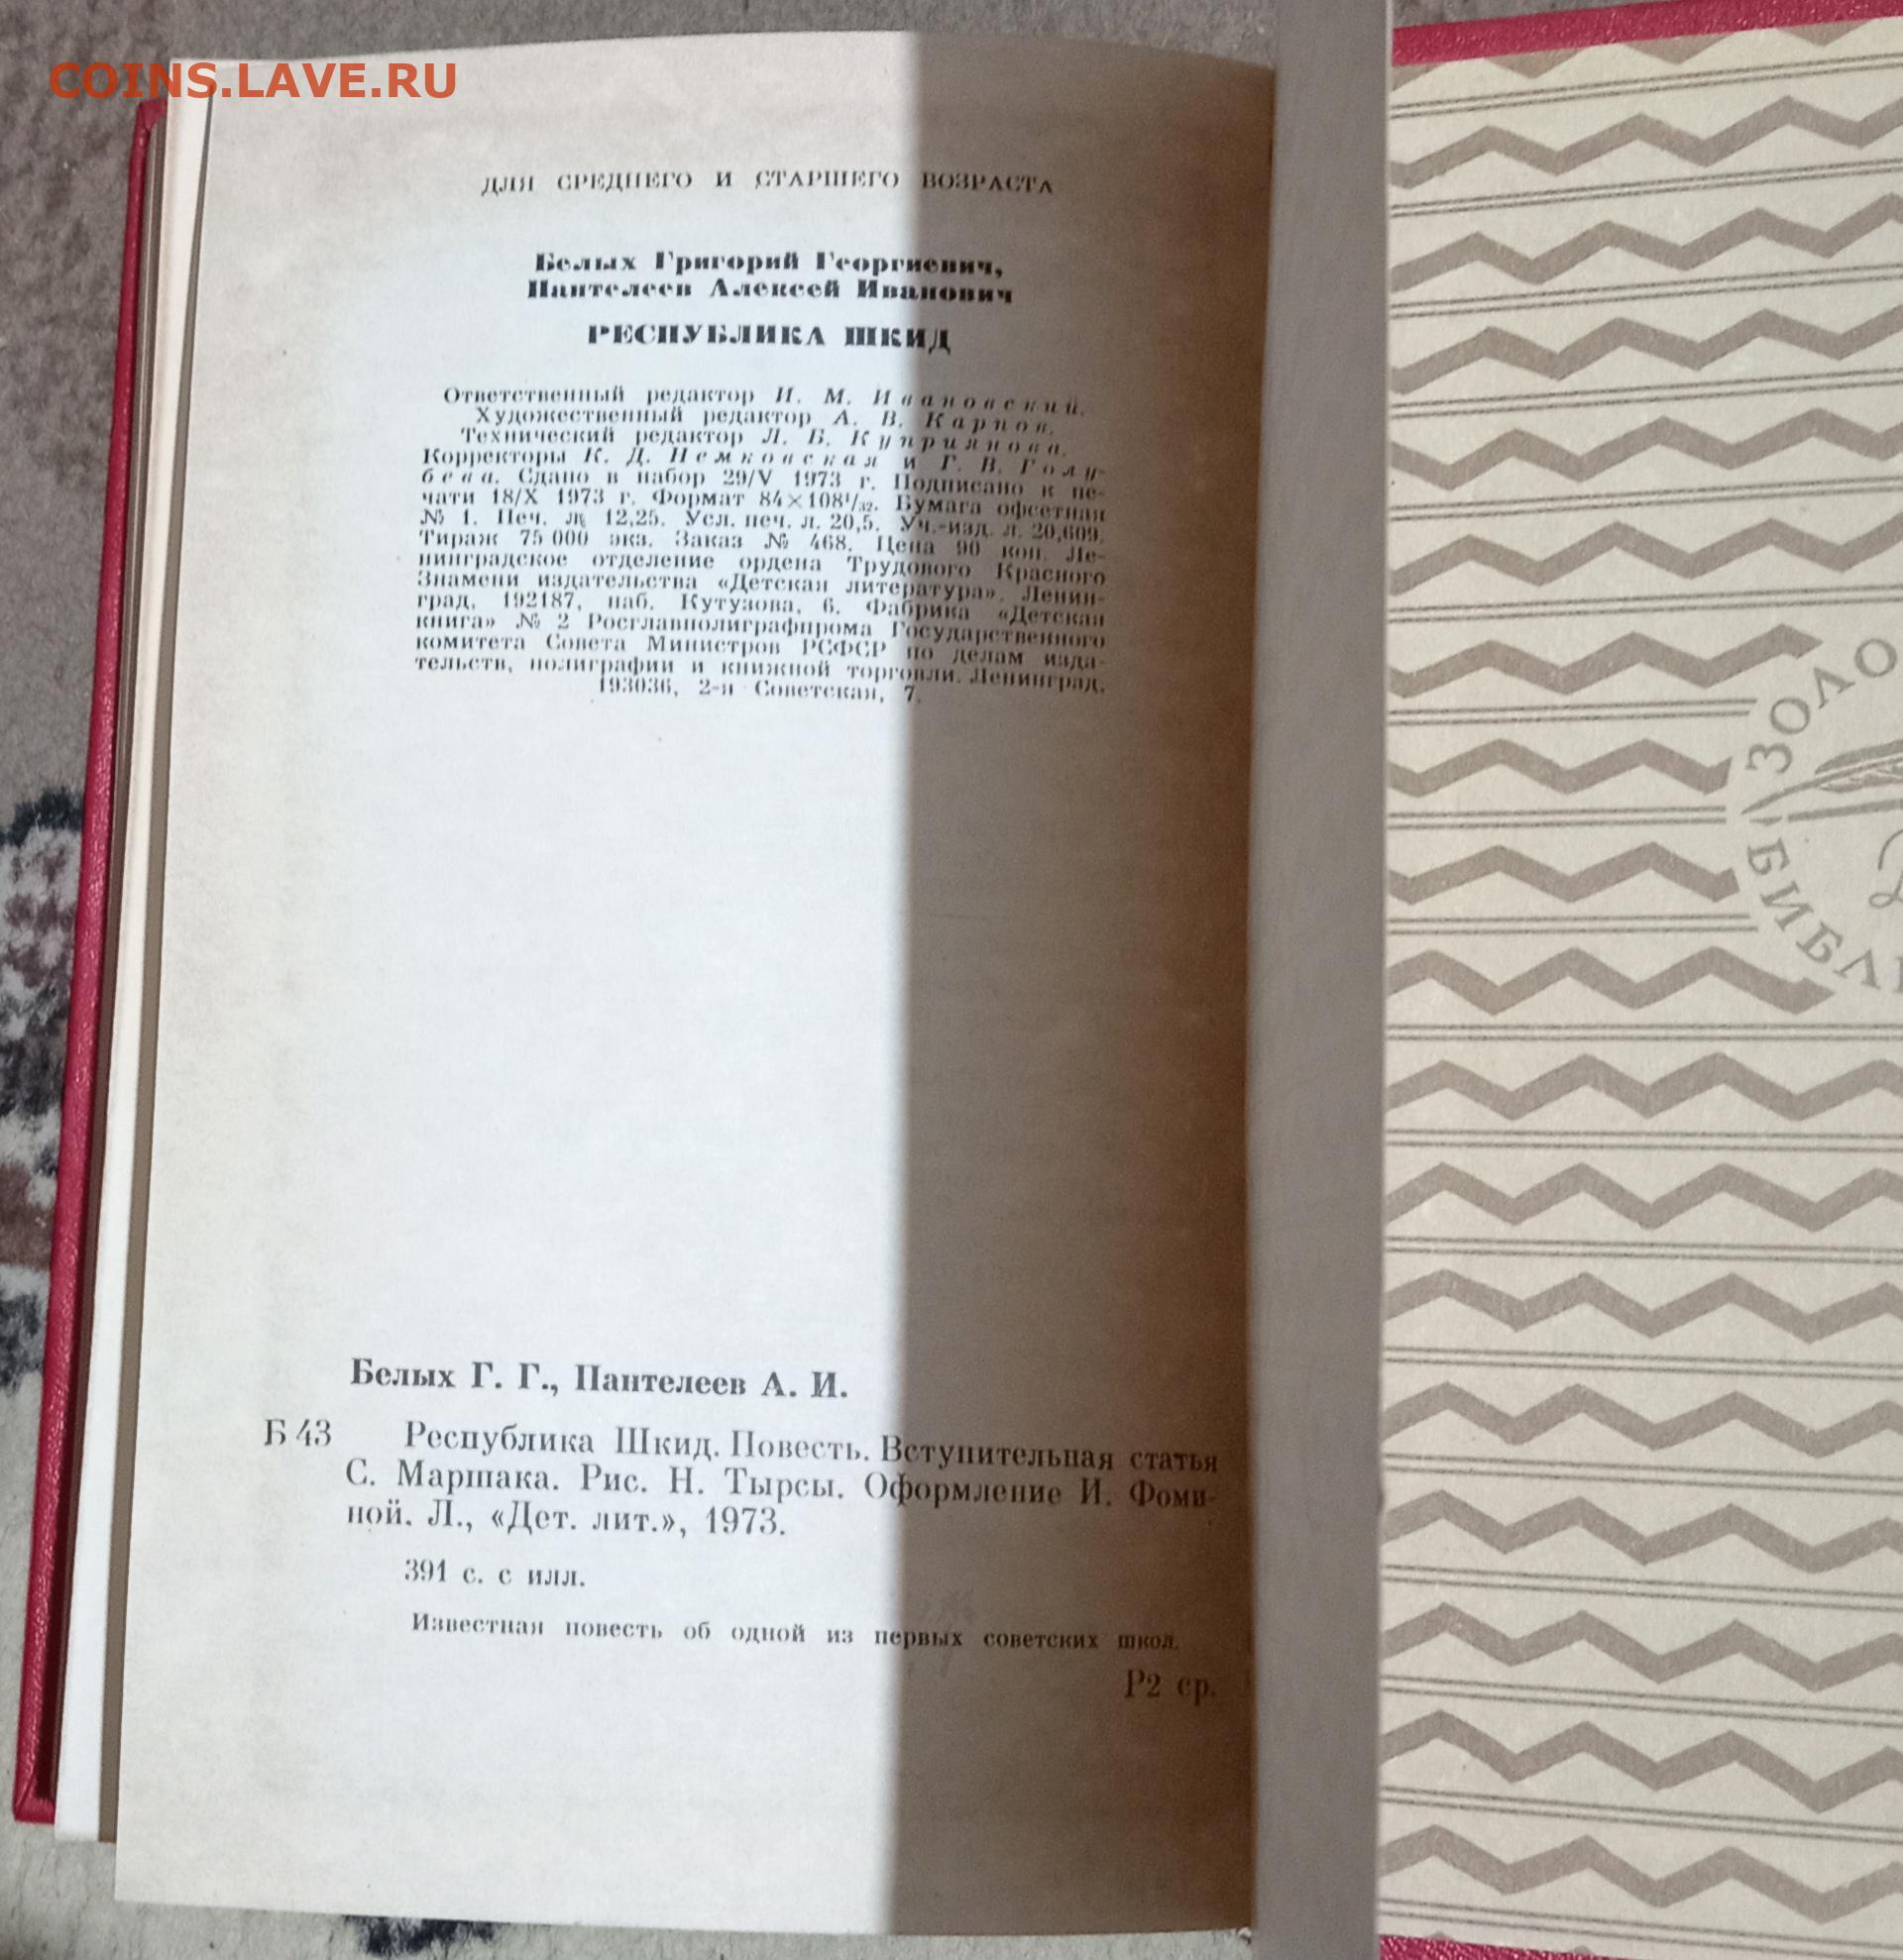 COINS.LAVE.RU
ДЛЯ СРЕДНЕГО И СТАРШЕГО ВОЗРАСТА
Белых Григорий Георгиевич,
Пантелеев Алексей Иванович
РЕСПУБЛИКА ШКИД
Ответственный редактор И. М. Ивановский.
Художественный редактор А. В. Карпов.
Технический редактор Л. Б. Куприянова.
Корректоры К. Д. Немковская и Г. В. Голу-
бева. Сдано в набор 29/V 1973 г. Подписано к пе-
чати 18/X 1973 г. Формат 84×108¹/₃₂. Бумага офсетная
№ 1. Печ. л. 12,25. Усл. печ. л. 20,5. Уч.-изд. л. 20,609.
Тираж 75 000 экз. Заказ № 468. Цена 90 коп. Ле-
нинградское отделение ордена Трудового Красного
Знамени издательства «Детская литература». Ленин-
град, 192187, наб. Кутузова, 6. Фабрика «Детская
книга» № 2 Росглавполиграфпрома Государственного
комитета Совета Министров РСФСР по делам изда-
тельств, полиграфии и книжной торговли. Ленинград,
193036, 2-я Советская, 7.
Белых Г. Г., Пантелеев А. И.
Б 43 Республика Шкид. Повесть. Вступительная статья
С. Маршака. Рис. Н. Тырсы. Оформление И. Фоми-
ной. Л., «Дет. лит.», 1973.
391 с. с илл.
Известная повесть об одной из первых советских школ.
Р2 ср.
ЗОЛО
БИБЛ